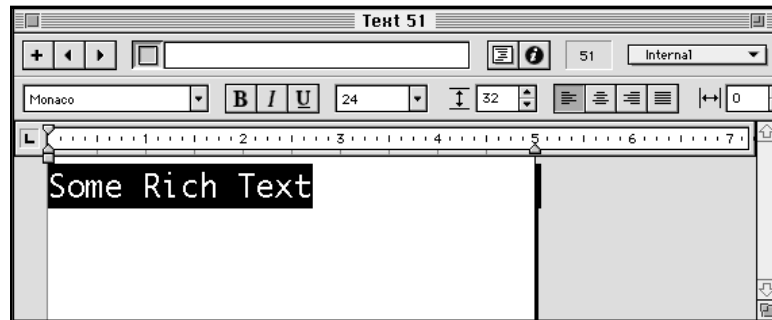 Text 51
51 Internal
Monaco B I U 24 32 0
L 1 2 3 4 5 6 7
Some Rich Text